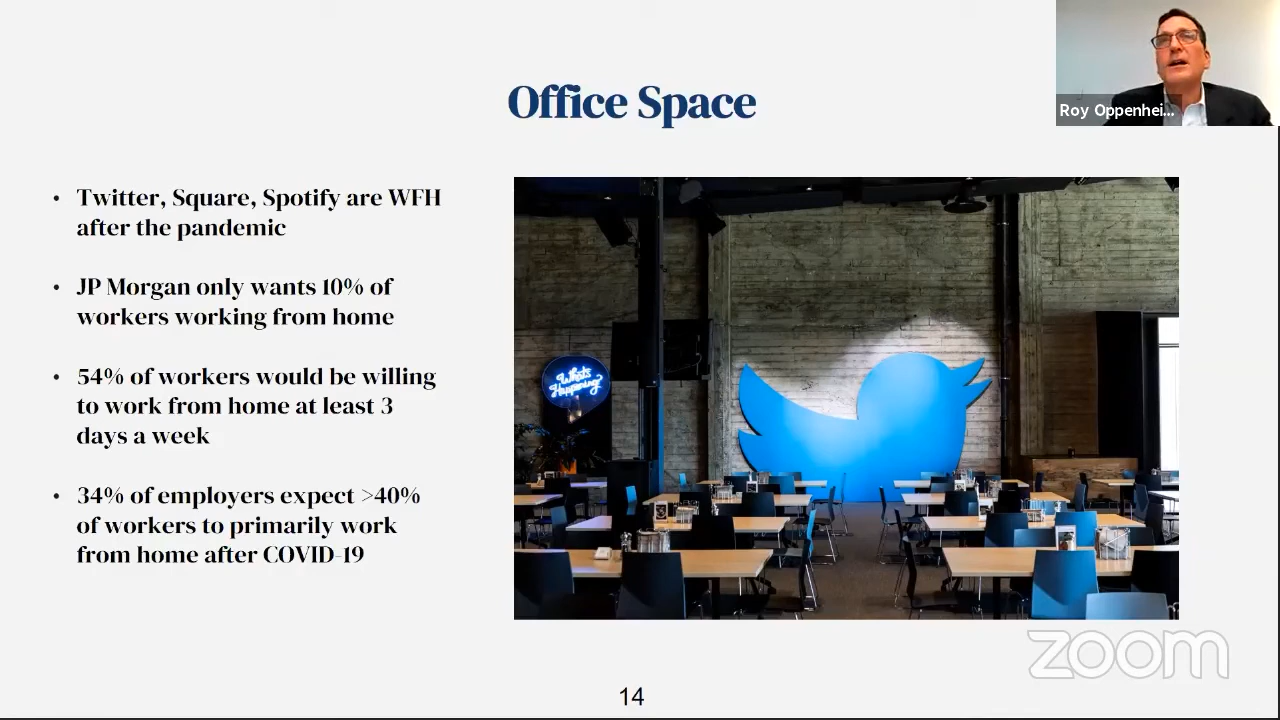 Office Space
Roy Oppenhei...
• Twitter, Square, Spotify are WFH
after the pandemic
• JP Morgan only wants 10% of
workers working from home
• 54% of workers would be willing
to work from home at least 3
days a week
• 34% of employers expect >40%
of workers to primarily work
from home after COVID-19
What's
Happening?
zoom
14